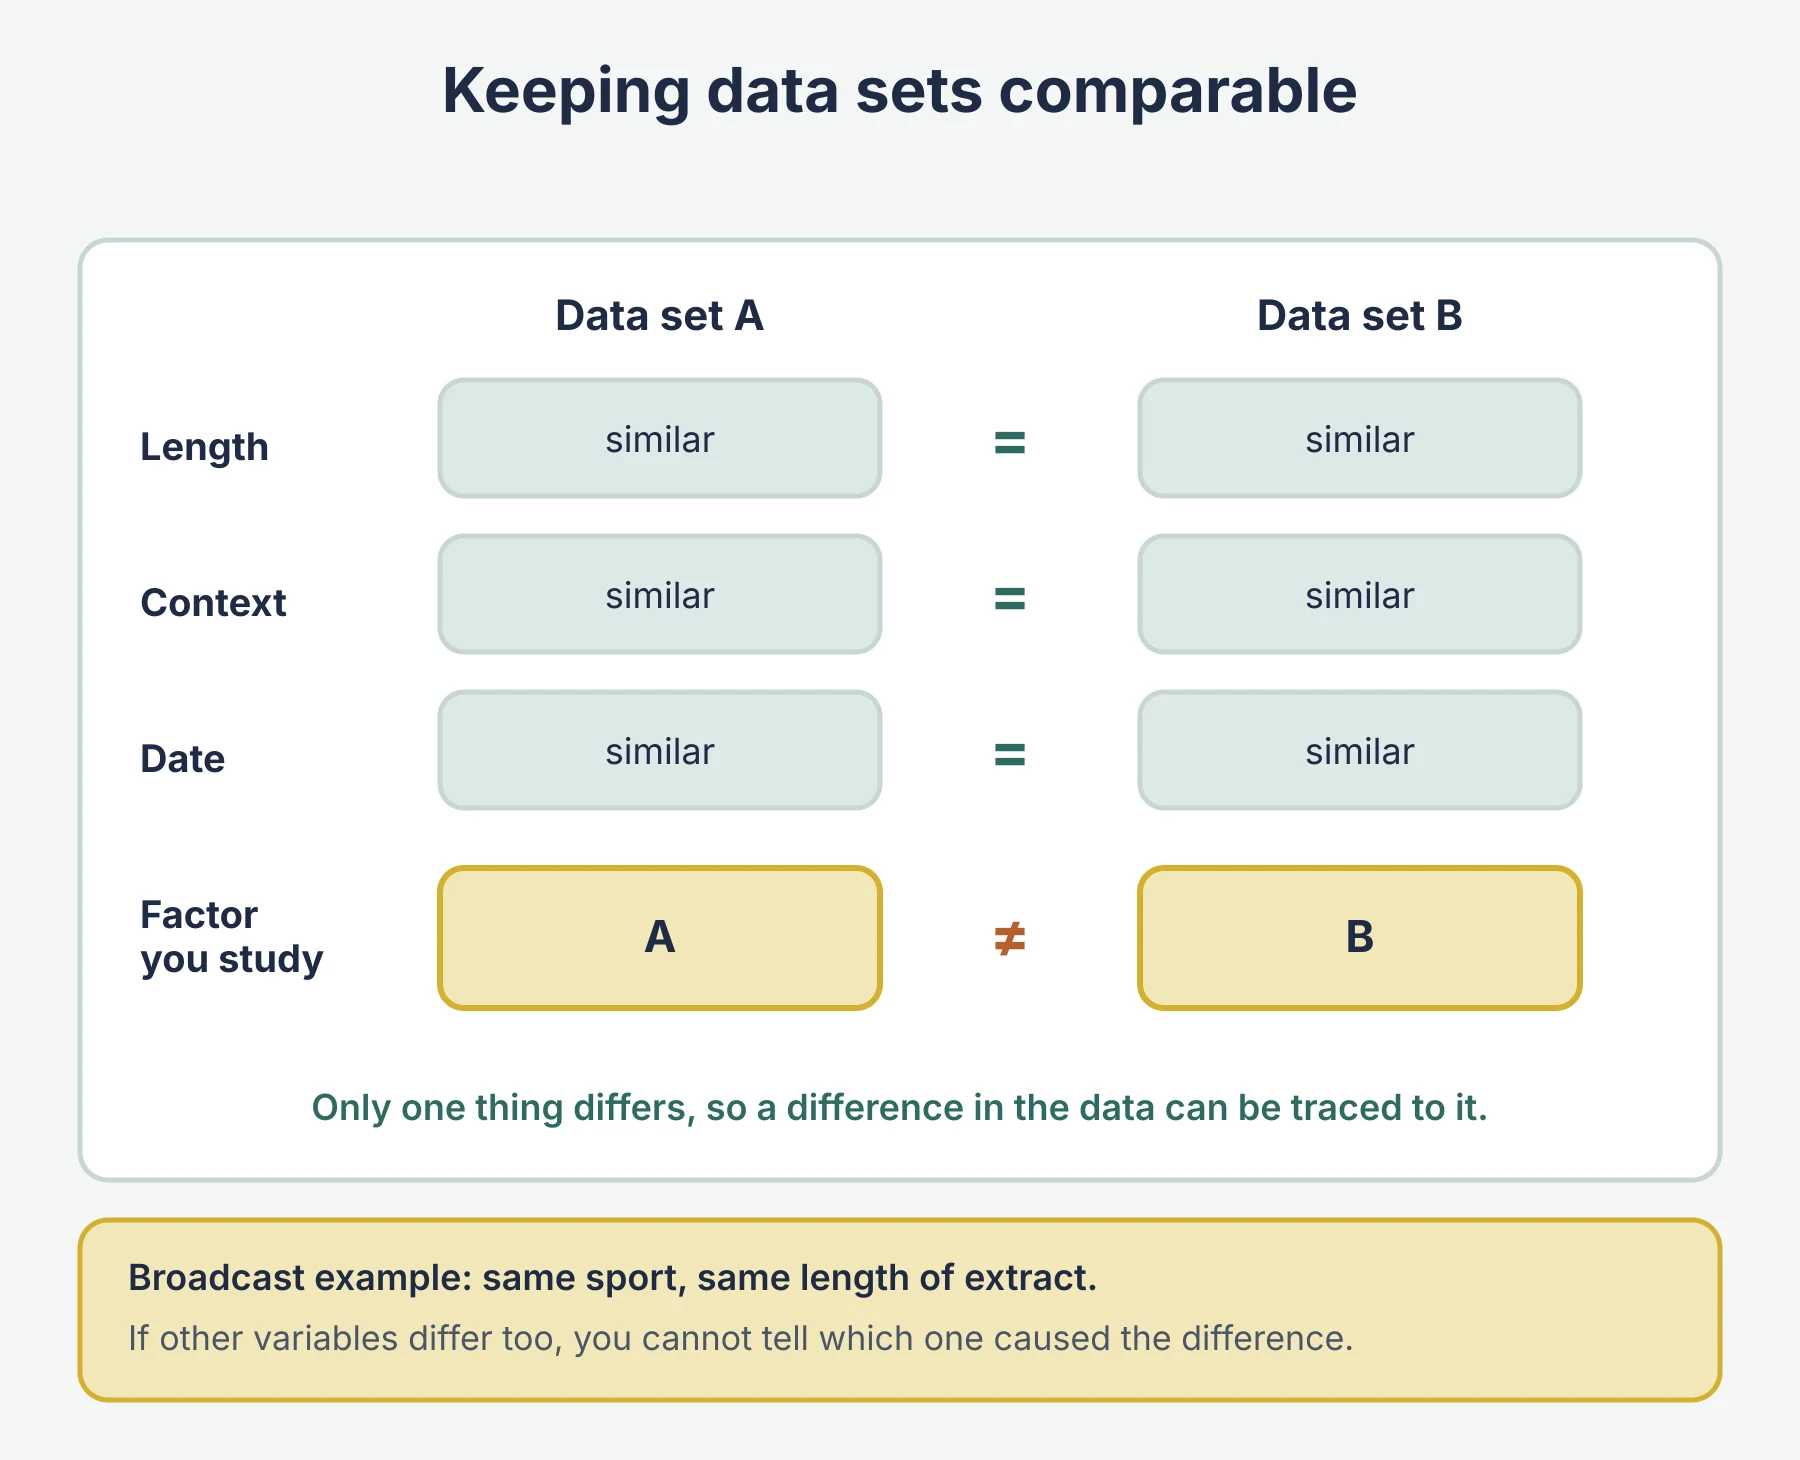 Keeping data sets comparable
Data set A
Data set B
Length
similar
=
similar
Context
similar
=
similar
Date
similar
=
similar
Factor
you study
A
≠
B
Only one thing differs, so a difference in the data can be traced to it.
Broadcast example: same sport, same length of extract.
If other variables differ too, you cannot tell which one caused the difference.